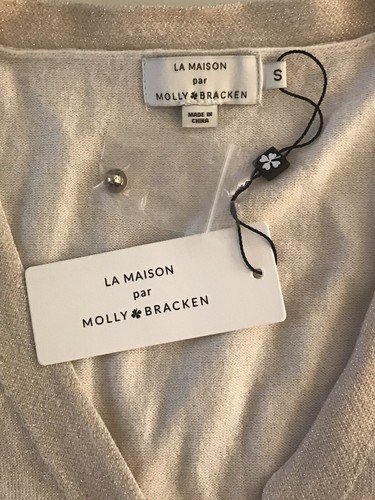 LA MAISON
par
MOLLY BRACKEN
S
MADE IN
CHINA
LA MAISON
par
MOLLY BRACKEN